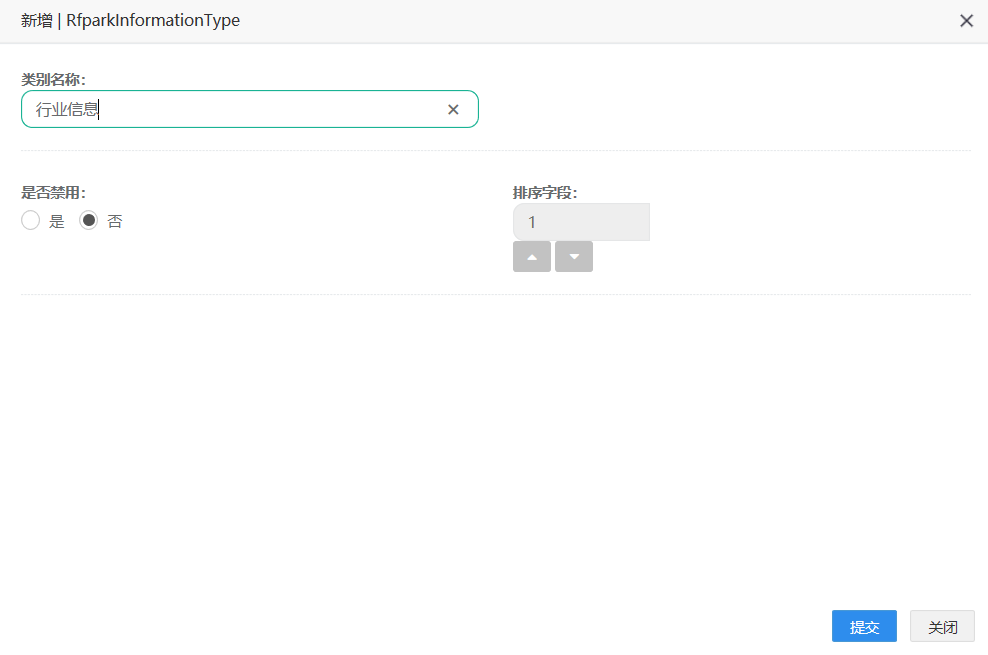 新增 | RfparkInformationType
类别名称:
行业信息
是否禁用:
是 否
排序字段:
1
提交 关闭